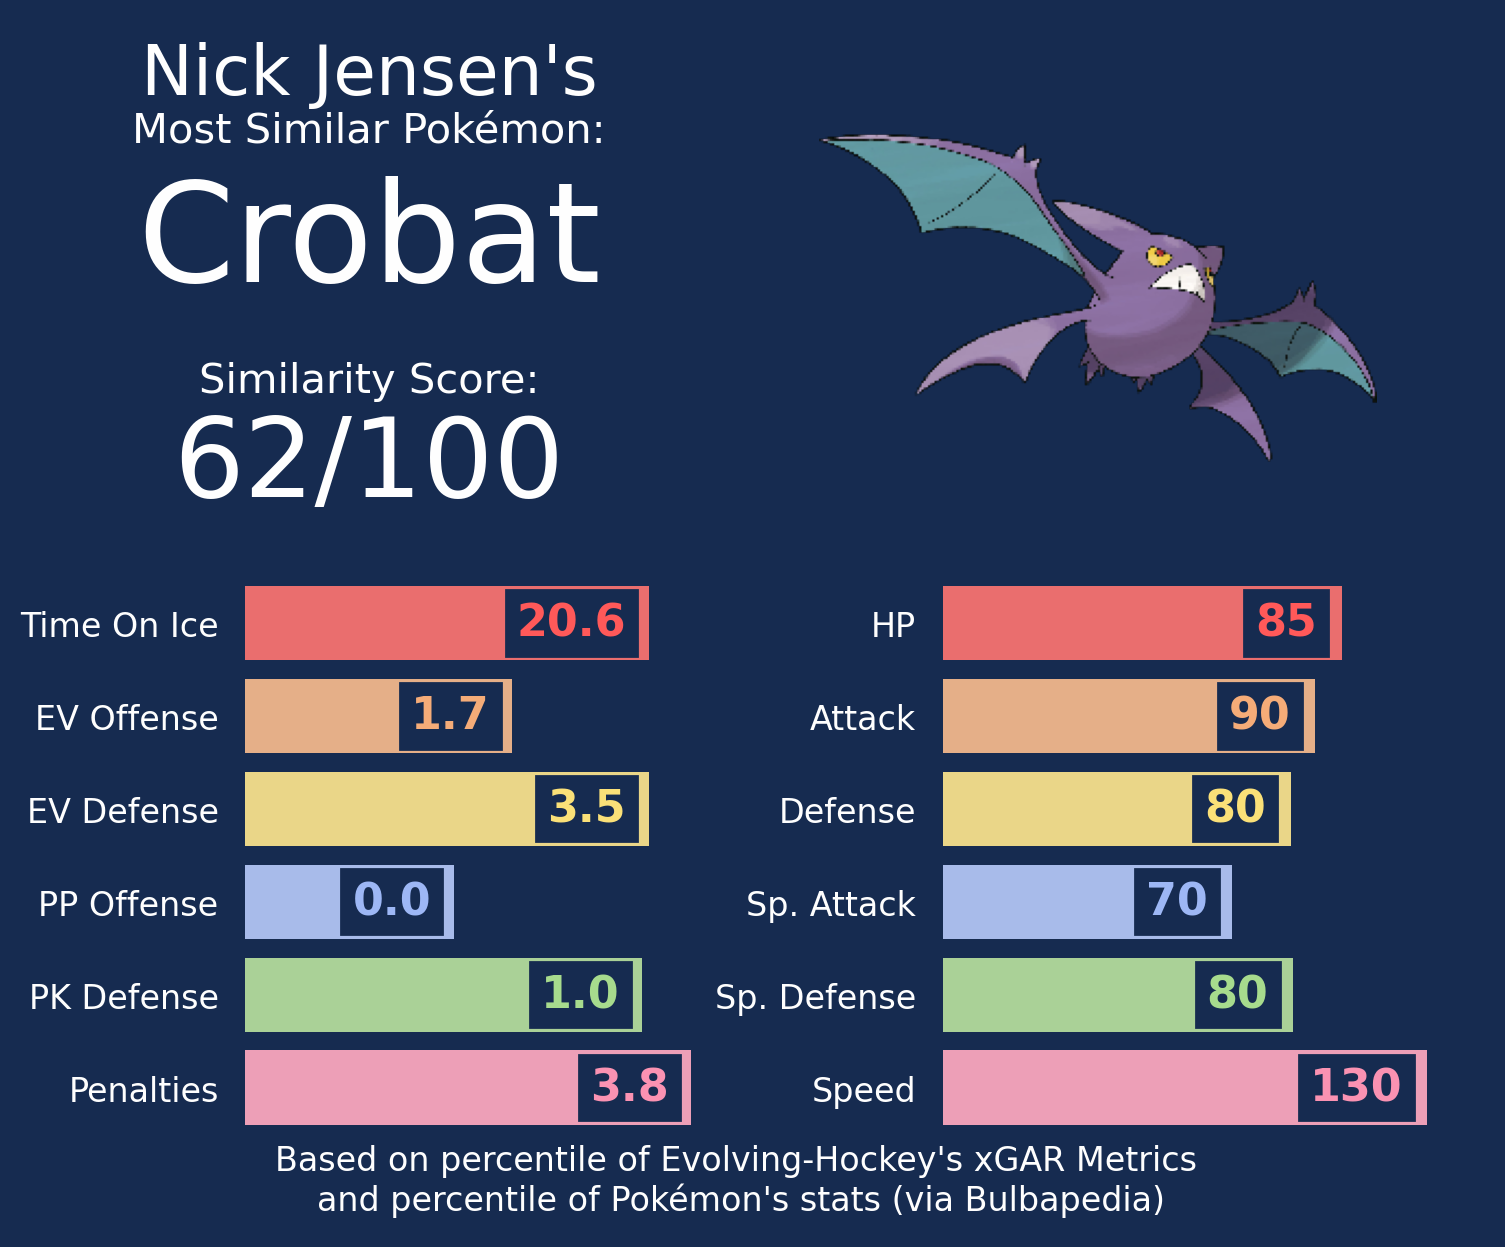 Nick Jensen's
Most Similar Pokémon:
Crobat
Similarity Score:
62/100
Time On Ice 20.6
EV Offense 1.7
EV Defense 3.5
PP Offense 0.0
PK Defense 1.0
Penalties 3.8
HP 85
Attack 90
Defense 80
Sp. Attack 70
Sp. Defense 80
Speed 130
Based on percentile of Evolving-Hockey's xGAR Metrics
and percentile of Pokémon's stats (via Bulbapedia)